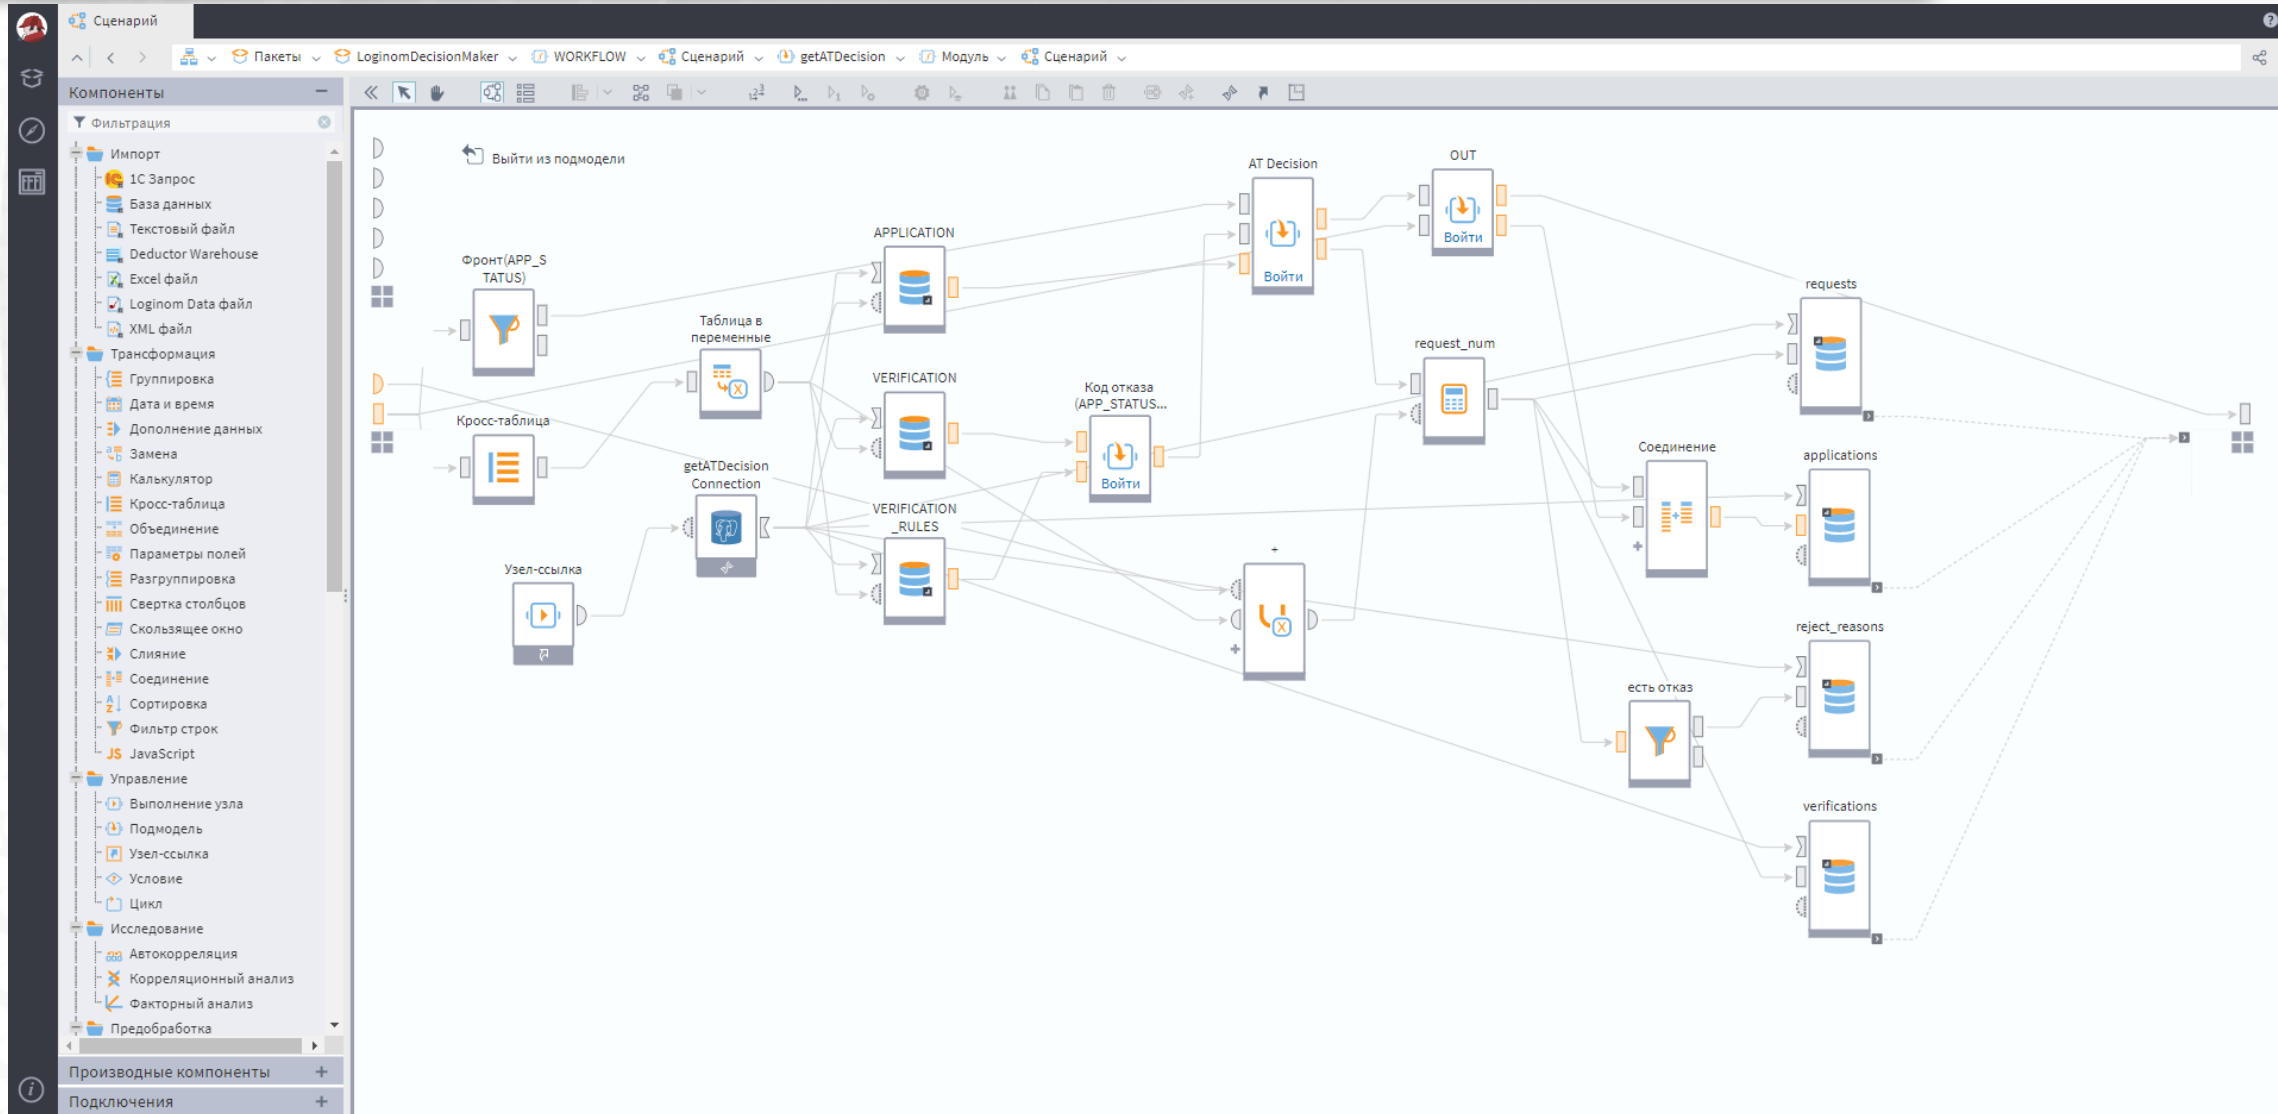 Сценарий
Пакеты
LoginomDecisionMaker
WORKFLOW
Сценарий
getATDecision
Модуль
Сценарий
Компоненты
Фильтрация
Импорт
1С Запрос
База данных
Текстовый файл
Deductor Warehouse
Excel файл
Loginom Data файл
XML файл
Трансформация
Группировка
Дата и время
Дополнение данных
Замена
Калькулятор
Кросс-таблица
Объединение
Параметры полей
Разгруппировка
Свертка столбцов
Скользящее окно
Слияние
Соединение
Сортировка
Фильтр строк
JS JavaScript
Управление
Выполнение узла
Подмодель
Узел-ссылка
Условие
Цикл
Исследование
Автокорреляция
Корреляционный анализ
Факторный анализ
Предобработка
Производные компоненты
Подключения
Выйти из подмодели
Фронт(APP_S
TATUS)
Кросс-таблица
Узел-ссылка
Таблица в
переменные
getATDecision
Connection
APPLICATION
VERIFICATION
VERIFICATION
_RULES
Код отказа
(APP_STATUS...
Войти
AT Decision
Войти
OUT
Войти
request_num
+
Соединение
есть отказ
requests
applications
reject_reasons
verifications